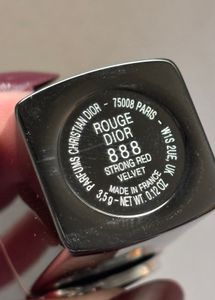 PARFUMS CHRISTIAN DIOR - 75008 PARIS - W1S 2UE, UK
ROUGE
DIOR
888
STRONG RED
VELVET
MADE IN FRANCE
3,5 g - NET WT. 0.12 OZ.